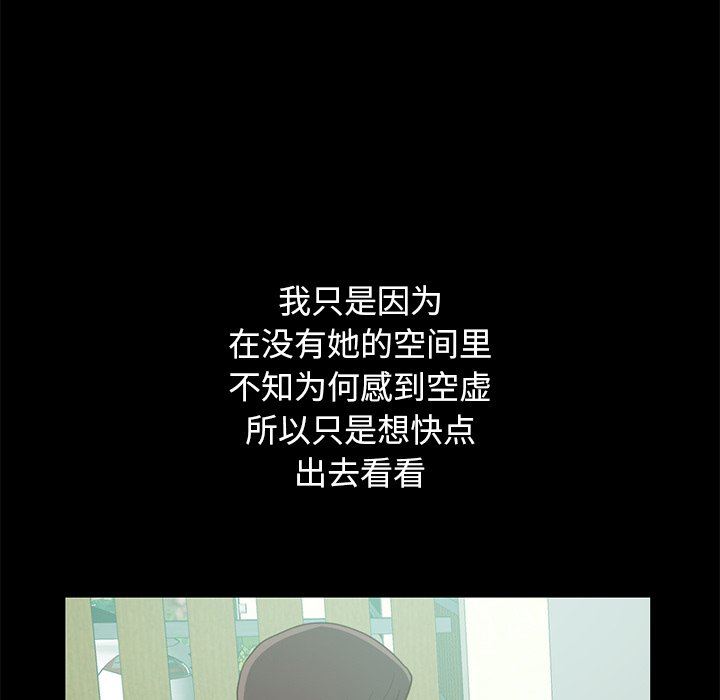 我只是因为
在没有她的空间里
不知为何感到空虚
所以只是想快点
出去看看